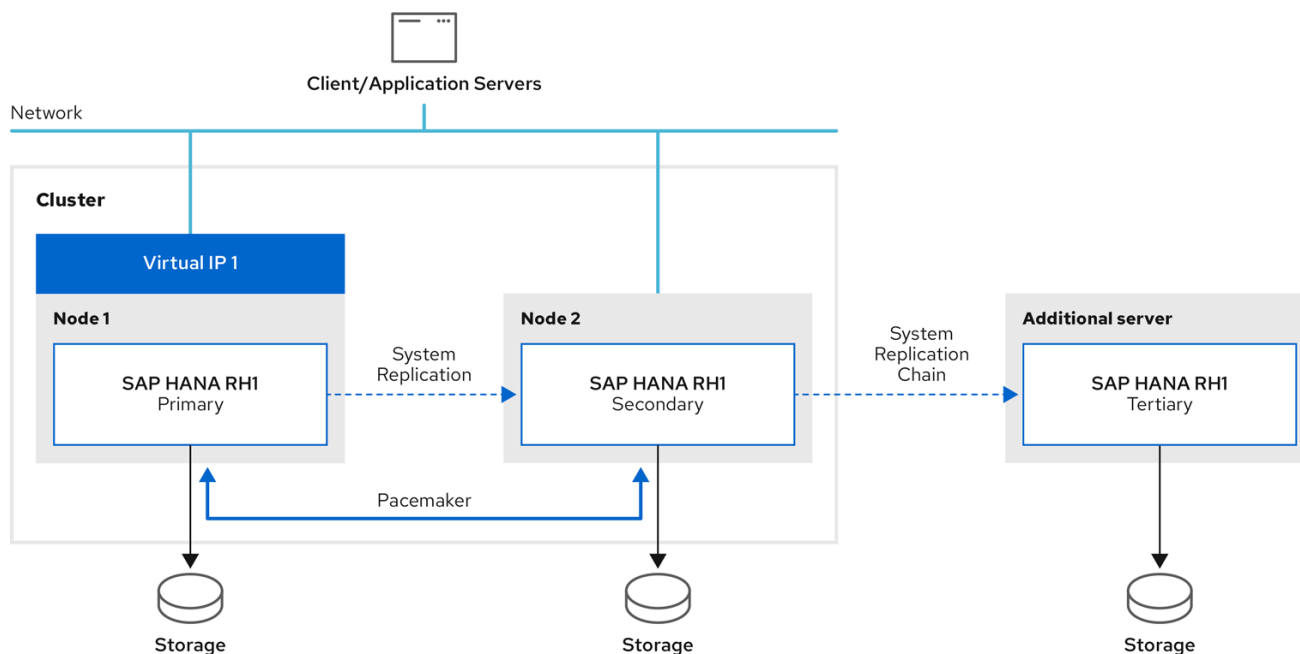 Client/Application Servers
Network
Cluster
Virtual IP 1
Node 1
SAP HANA RH1
Primary
System
Replication
Node 2
SAP HANA RH1
Secondary
System
Replication
Chain
Additional server
SAP HANA RH1
Tertiary
Pacemaker
Storage
Storage
Storage